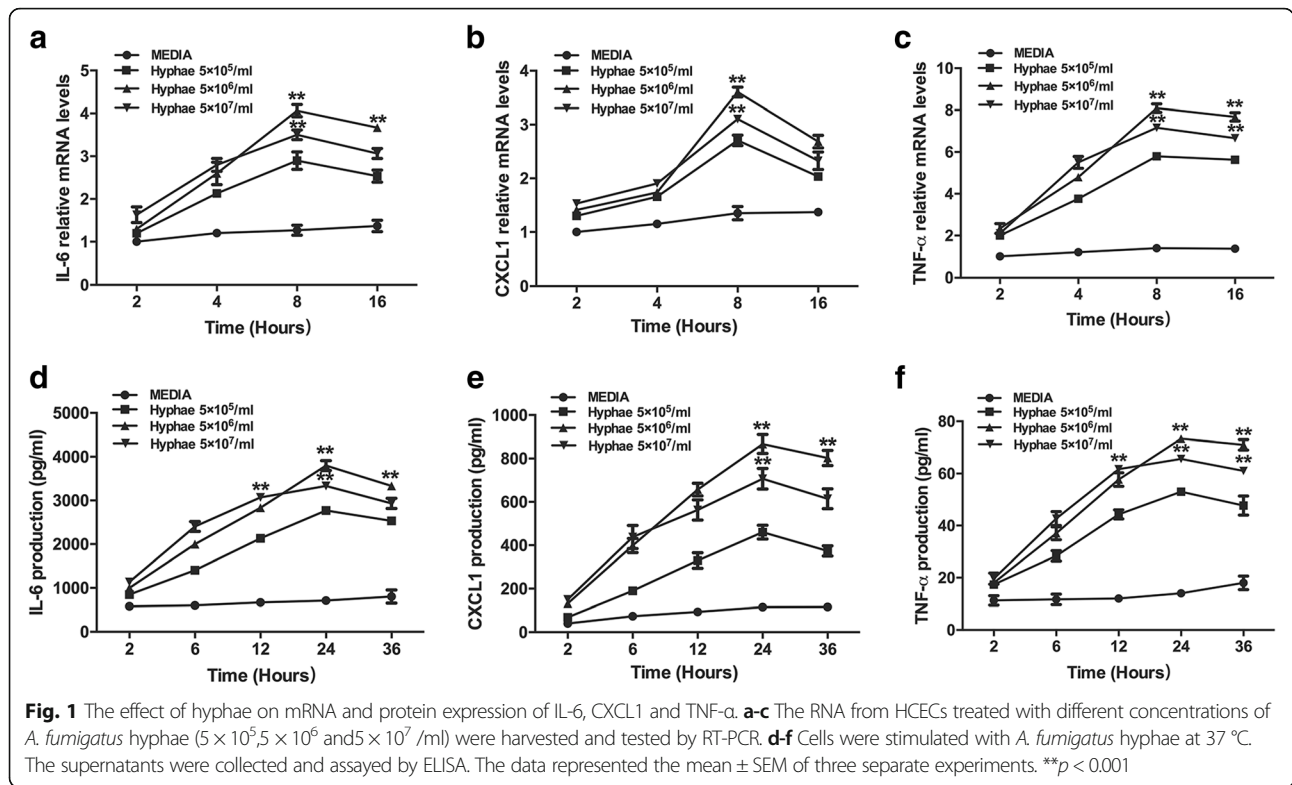 a
MEDIA
Hyphae 5×10⁵/ml
Hyphae 5×10⁶/ml
Hyphae 5×10⁷/ml
IL-6 relative mRNA levels
5
4
3
2
1
0
**
**
**
2 4 8 16
Time (Hours)
b
MEDIA
Hyphae 5×10⁵/ml
Hyphae 5×10⁶/ml
Hyphae 5×10⁷/ml
CXCL1 relative mRNA levels
4
3
2
1
0
**
**
2 4 8 16
Time (Hours)
c
MEDIA
Hyphae 5×10⁵/ml
Hyphae 5×10⁶/ml
Hyphae 5×10⁷/ml
TNF-α relative mRNA levels
10
8
6
4
2
0
** **
** **
2 4 8 16
Time (Hours)
d
MEDIA
Hyphae 5×10⁵/ml
Hyphae 5×10⁶/ml
Hyphae 5×10⁷/ml
IL-6 production (pg/ml)
5000
4000
3000
2000
1000
0
** ** **
**
2 6 12 24 36
Time (Hours)
e
MEDIA
Hyphae 5×10⁵/ml
Hyphae 5×10⁶/ml
Hyphae 5×10⁷/ml
CXCL1 production (pg/ml)
1000
800
600
400
200
0
** **
**
2 6 12 24 36
Time (Hours)
f
MEDIA
Hyphae 5×10⁵/ml
Hyphae 5×10⁶/ml
Hyphae 5×10⁷/ml
TNF-α production (pg/ml)
80
60
40
20
0
** ** **
** **
2 6 12 24 36
Time (Hours)
Fig. 1 The effect of hyphae on mRNA and protein expression of IL-6, CXCL1 and TNF-α. a-c The RNA from HCECs treated with different concentrations of
A. fumigatus hyphae (5 × 10⁵,5 × 10⁶ and5 × 10⁷ /ml) were harvested and tested by RT-PCR. d-f Cells were stimulated with A. fumigatus hyphae at 37 °C.
The supernatants were collected and assayed by ELISA. The data represented the mean ± SEM of three separate experiments. **p < 0.001